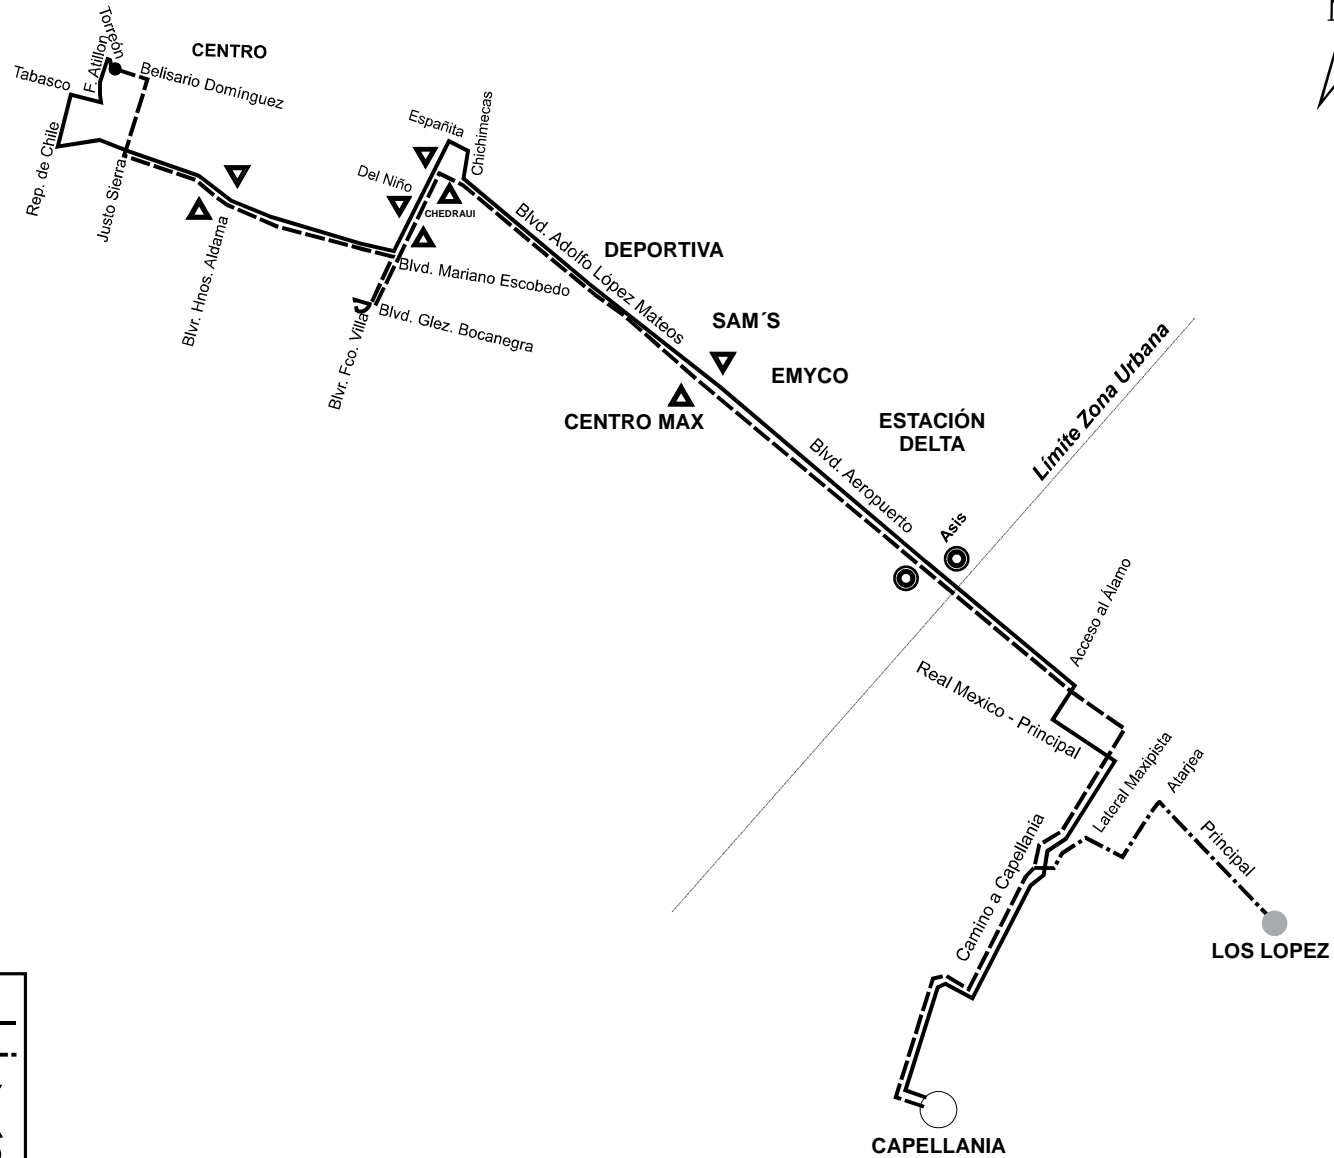 CENTRO
Torreón
F. Atillon
Belisario Domínguez
Tabasco
Rep. de Chile
Justo Sierra
Españita
Chichimecas
Del Niño
CHEDRAUI
Blvr. Hnos. Aldama
Blvd. Mariano Escobedo
Blvd. Glez. Bocanegra
Blvr. Fco. Villa
Blvd. Adolfo López Mateos
DEPORTIVA
SAM´S
EMYCO
CENTRO MAX
ESTACIÓN
DELTA
Límite Zona Urbana
Blvd. Aeropuerto
Asis
Acceso al Álamo
Real Mexico - Principal
Lateral Maxipista
Atarjea
Principal
Camino a Capellania
LOS LOPEZ
CAPELLANIA